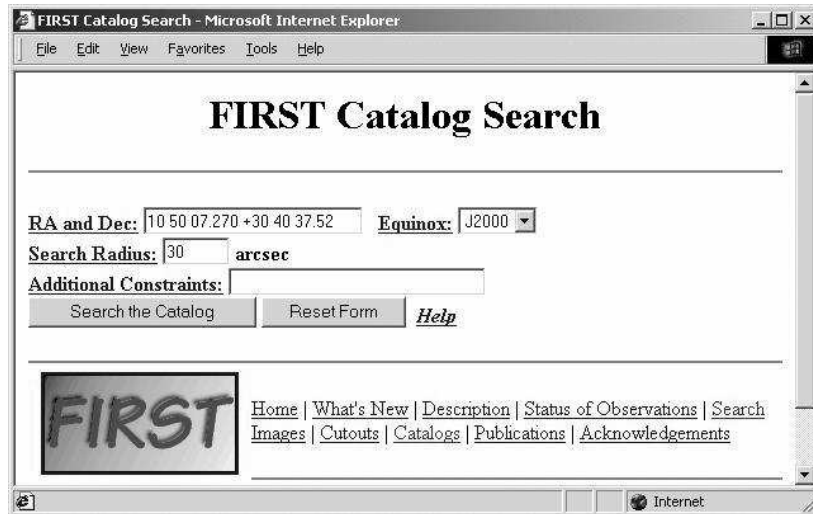 FIRST Catalog Search - Microsoft Internet Explorer
File Edit View Favorites Tools Help
FIRST Catalog Search
RA and Dec: 10 50 07.270 +30 40 37.52 Equinox: J2000
Search Radius: 30 arcsec
Additional Constraints:
Search the Catalog Reset Form Help
FIRST
Home | What's New | Description | Status of Observations | Search
Images | Cutouts | Catalogs | Publications | Acknowledgements
Internet